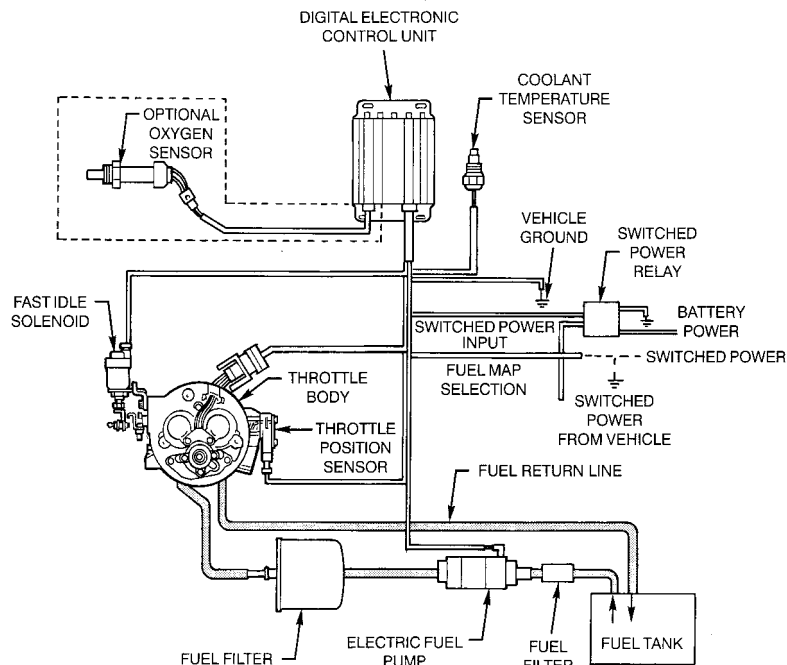 DIGITAL ELECTRONIC
CONTROL UNIT
COOLANT
TEMPERATURE
SENSOR
OPTIONAL
OXYGEN
SENSOR
VEHICLE
GROUND
SWITCHED
POWER
RELAY
FAST IDLE
SOLENOID
BATTERY
POWER
SWITCHED POWER
INPUT
SWITCHED POWER
FUEL MAP
SELECTION
THROTTLE
BODY
SWITCHED
POWER
FROM VEHICLE
THROTTLE
POSITION
SENSOR
FUEL RETURN LINE
FUEL TANK
FUEL FILTER
ELECTRIC FUEL
PUMP
FUEL
FILTER